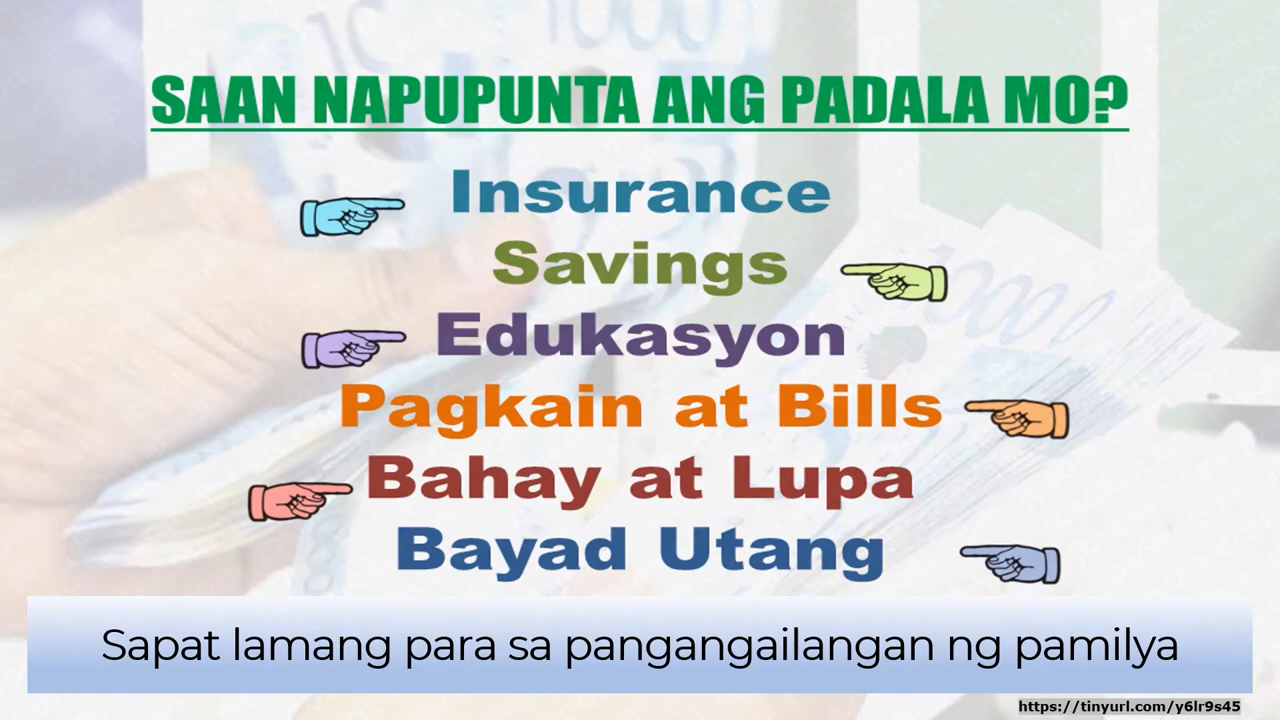 SAAN NAPUPUNTA ANG PADALA MO?
Insurance
Savings
Edukasyon
Pagkain at Bills
Bahay at Lupa
Bayad Utang
Sapat lamang para sa pangangailangan ng pamilya
https://tinyurl.com/y6lr9s45